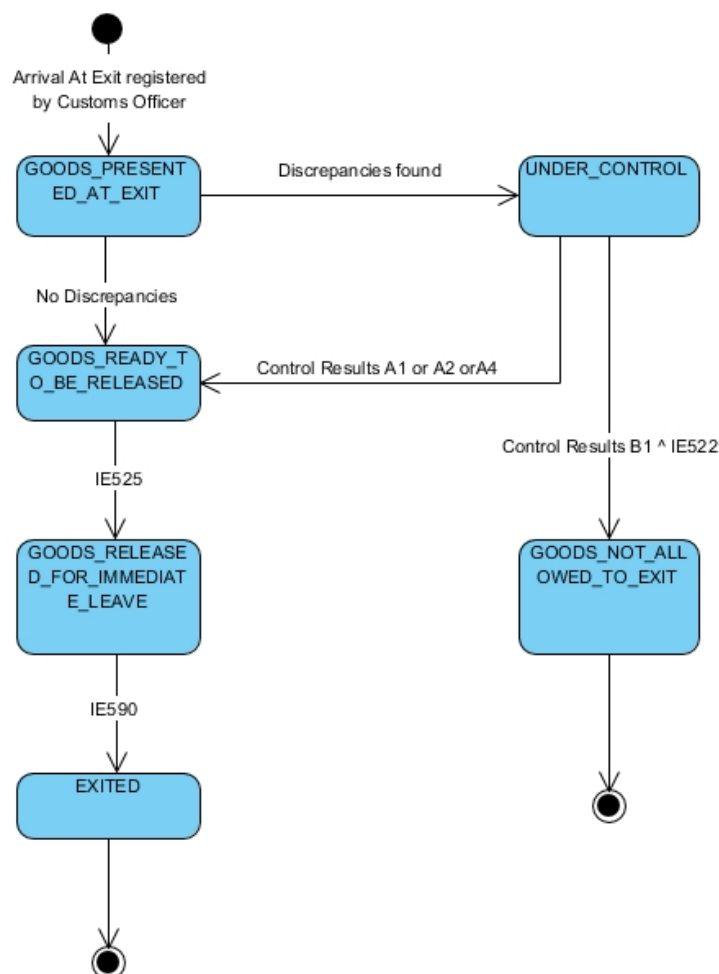 Arrival At Exit registered
by Customs Officer
GOODS_PRESENT
ED_AT_EXIT
Discrepancies found
UNDER_CONTROL
No Discrepancies
GOODS_READY_T
O_BE_RELEASED
Control Results A1 or A2 orA4
IE525
Control Results B1 ^ IE522
GOODS_RELEASE
D_FOR_IMMEDIAT
E_LEAVE
GOODS_NOT_ALL
OWED_TO_EXIT
IE590
EXITED